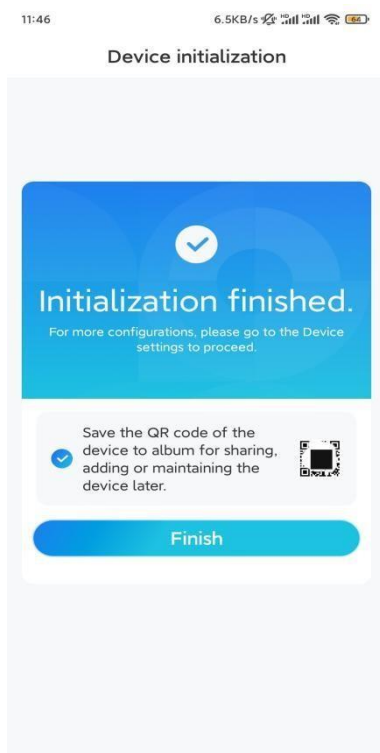 11:46
6.5KB/s HD HD 64
Device initialization
Initialization finished.
For more configurations, please go to the Device
settings to proceed.
Save the QR code of the
device to album for sharing,
adding or maintaining the
device later.
Finish